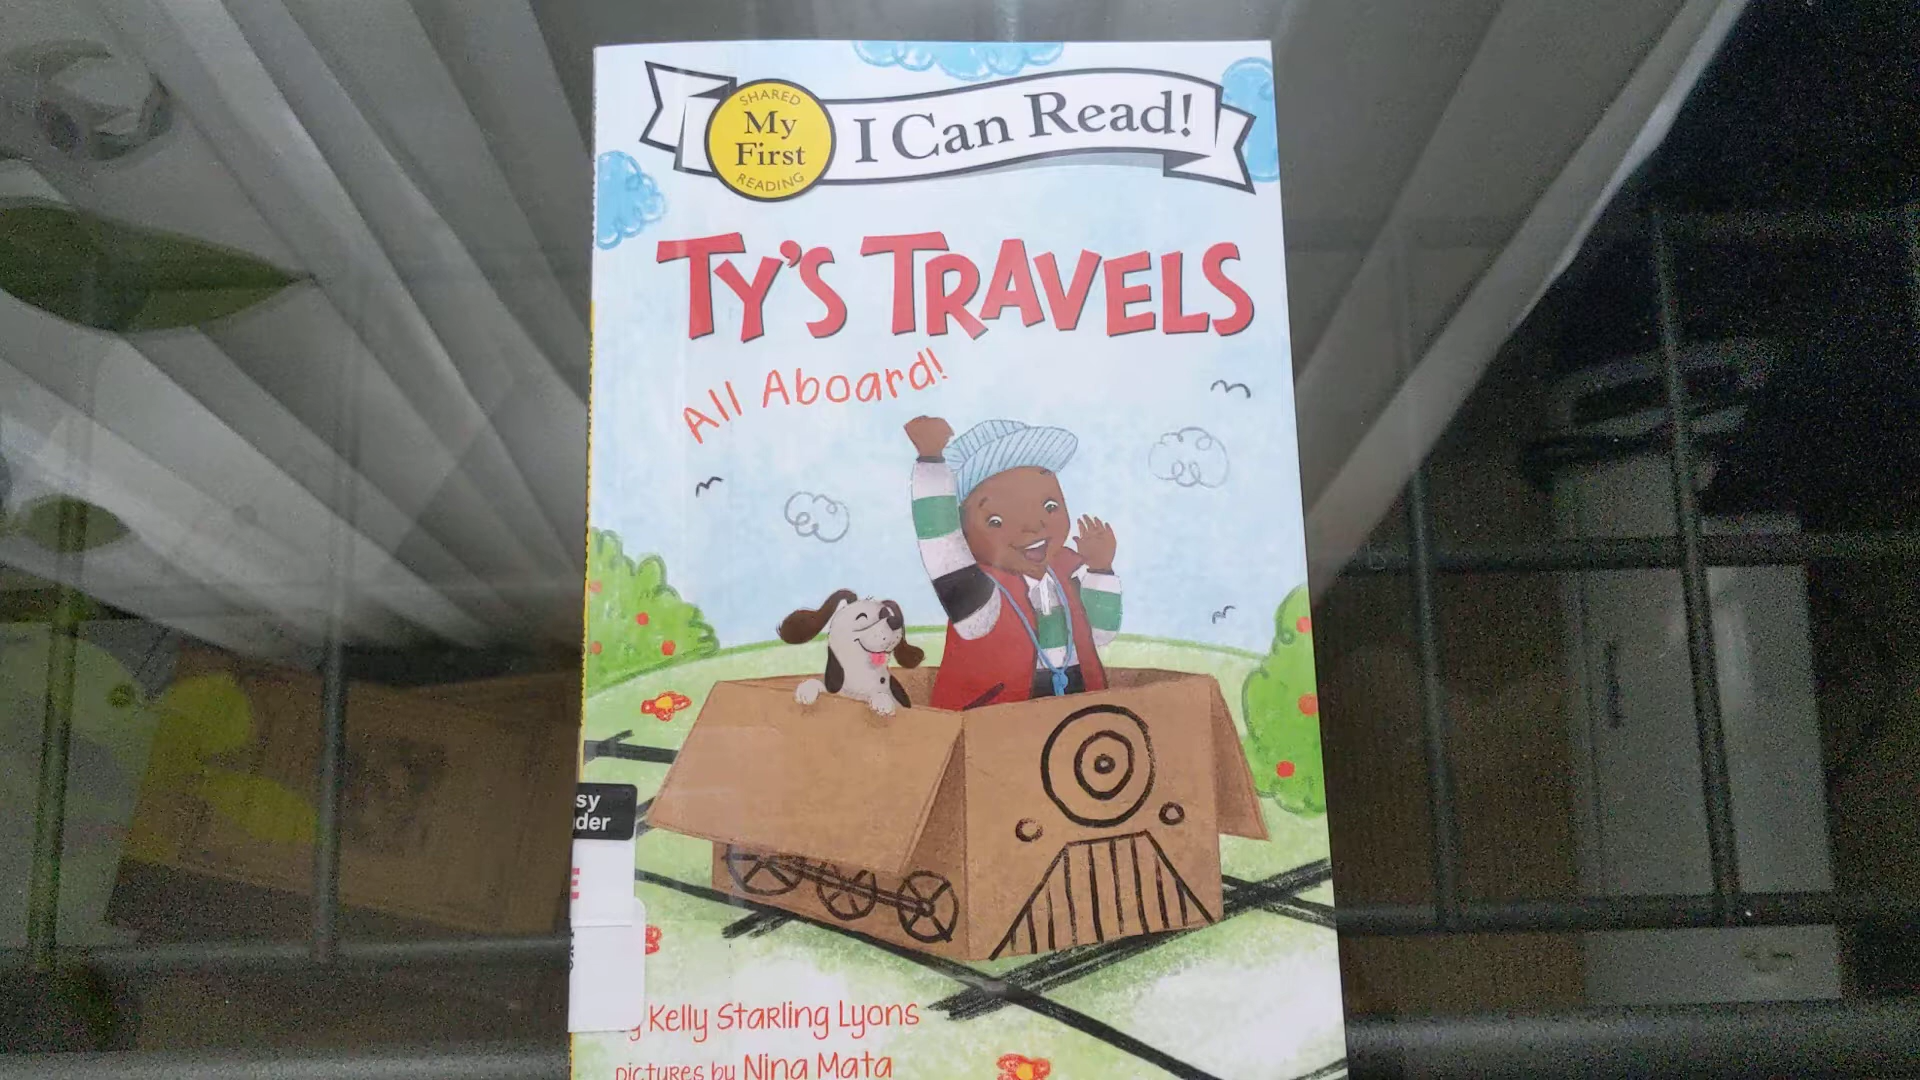 SHARED
My
First
READING
I Can Read!
TY'S TRAVELS
All Aboard!
sy
der
E
Kelly Starling Lyons
pictures by Nina Mata